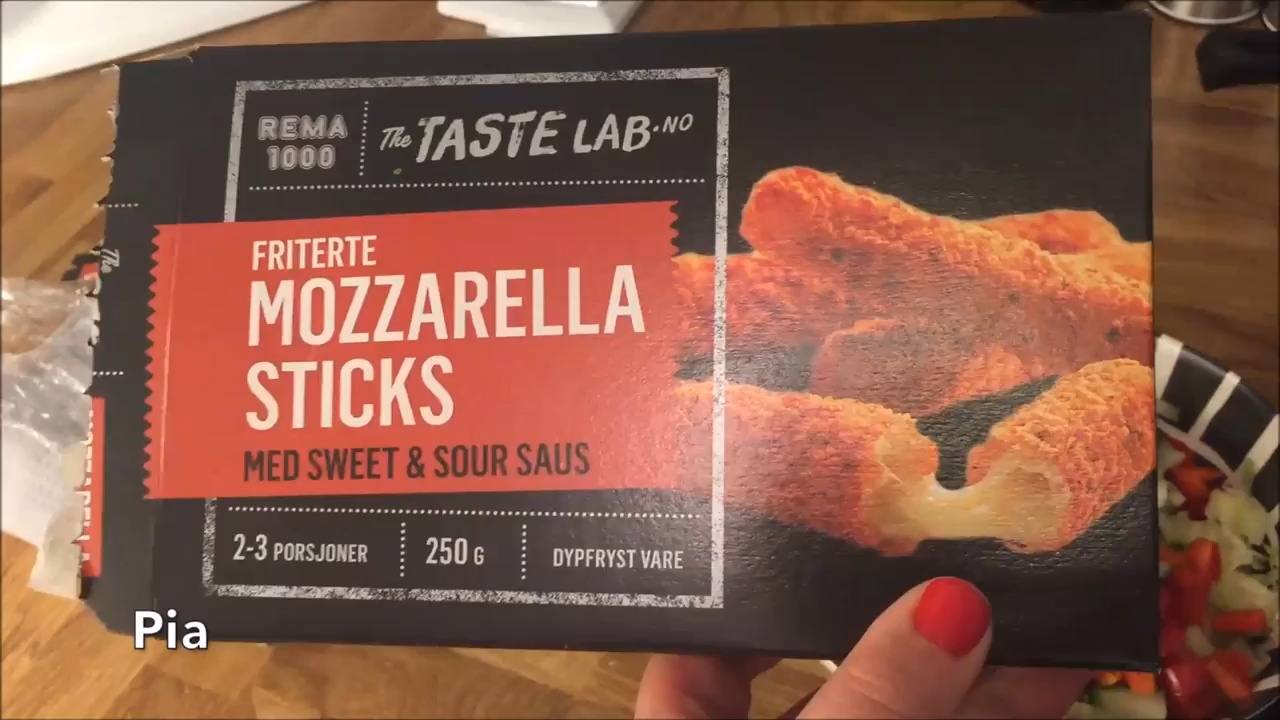 REMA
1000
The TASTE LAB.NO
FRITERTE
MOZZARELLA
STICKS
MED SWEET & SOUR SAUS
2-3 PORSJONER
250 G
DYPFRYST VARE
The
Pia